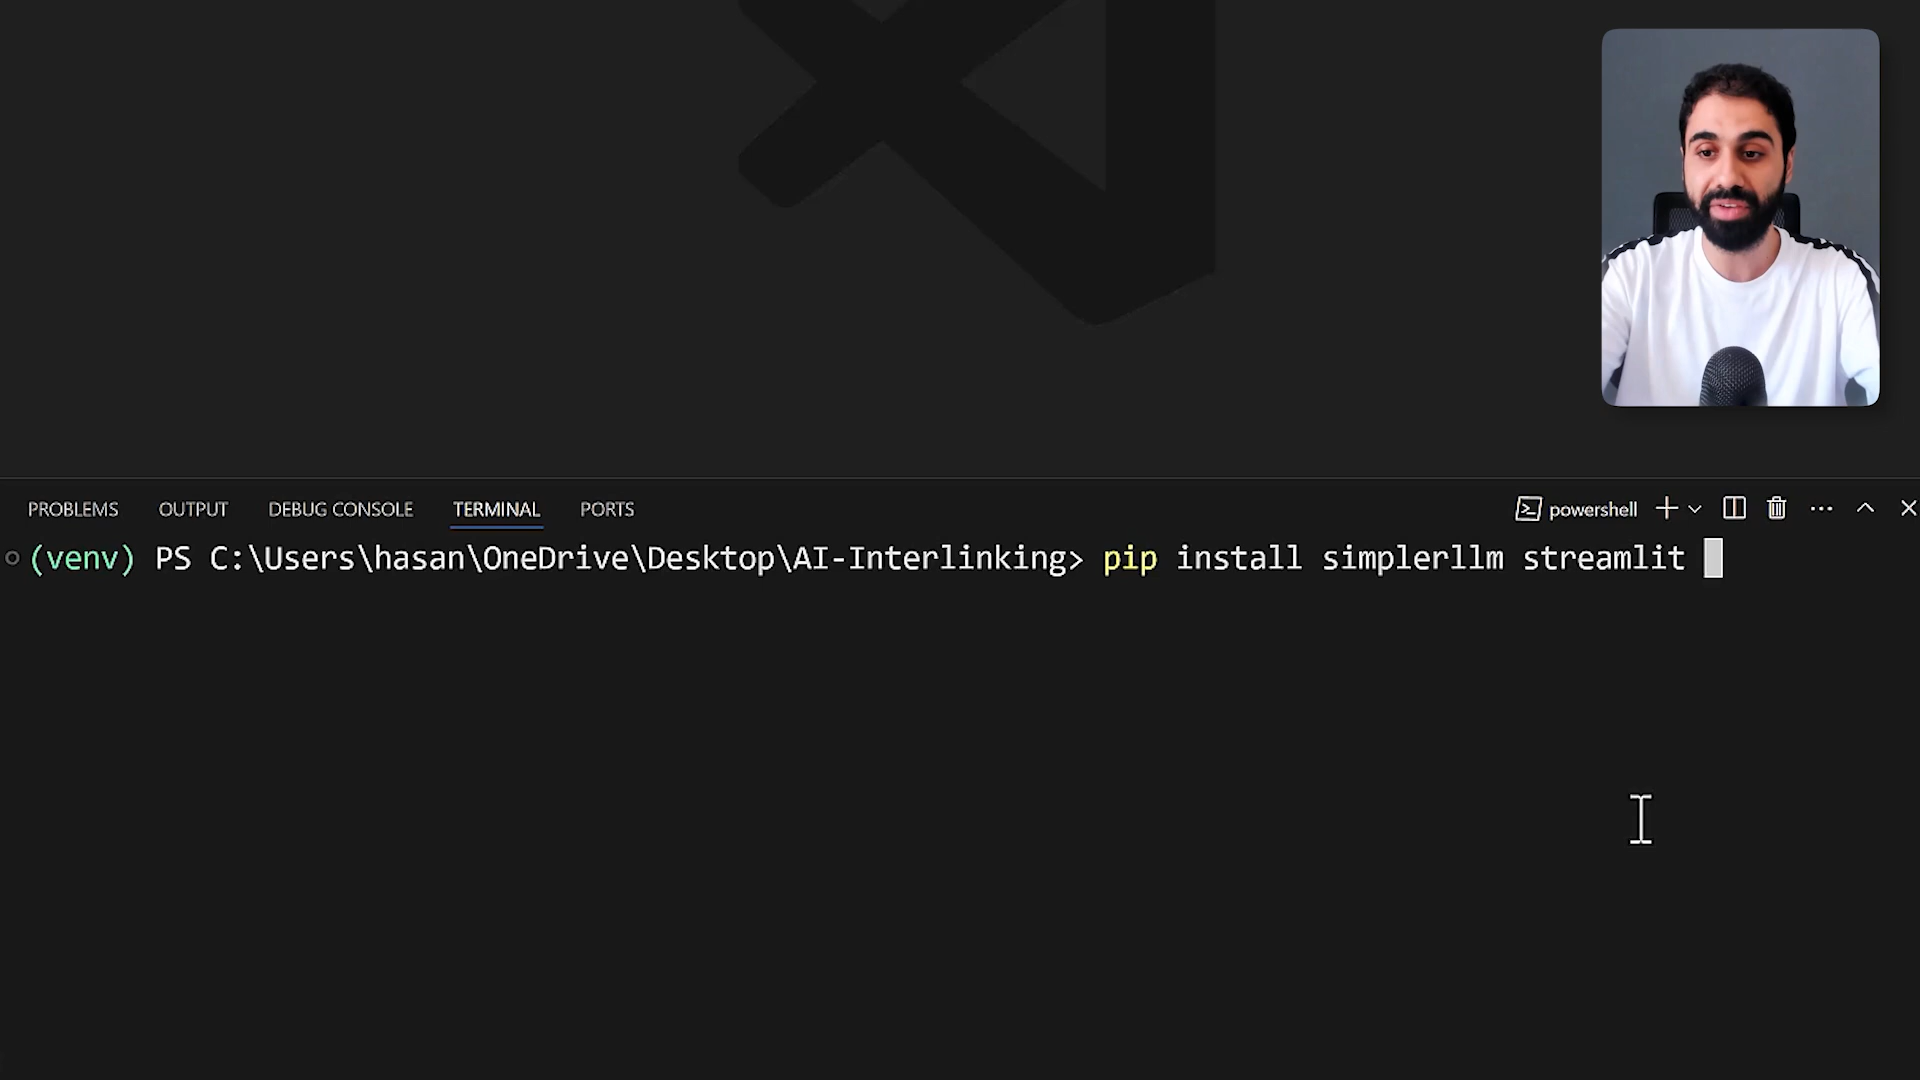 PROBLEMS OUTPUT DEBUG CONSOLE TERMINAL PORTS powershell
(venv) PS C:\Users\hasan\OneDrive\Desktop\AI-Interlinking> pip install simplerllm streamlit